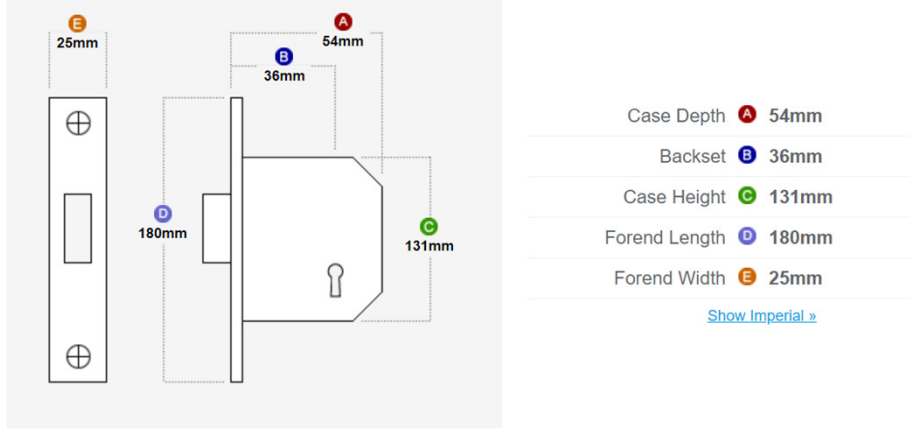 E
25mm
A
54mm
B
36mm
D
180mm
C
131mm
Case Depth A 54mm
Backset B 36mm
Case Height C 131mm
Forend Length D 180mm
Forend Width E 25mm
Show Imperial »